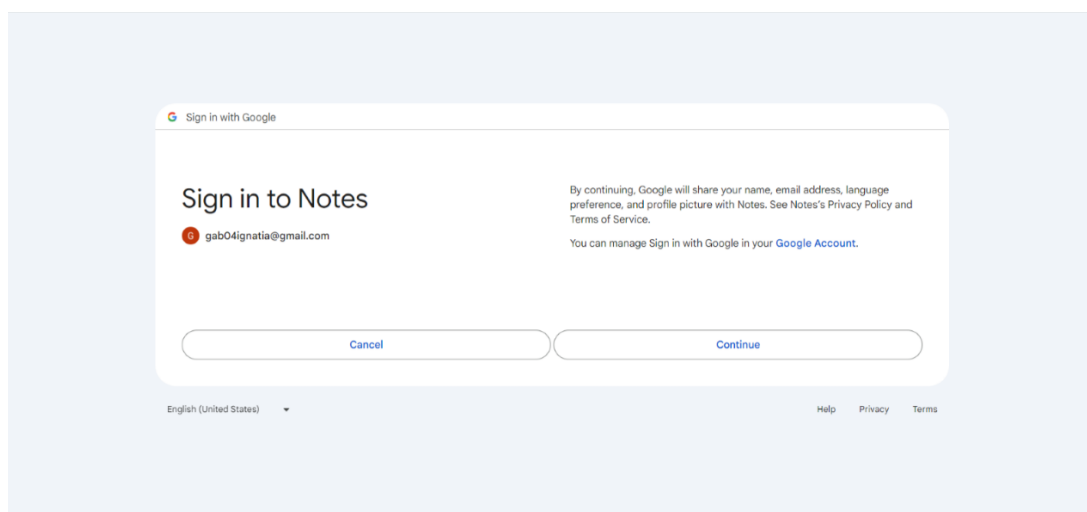 Sign in with Google
Sign in to Notes
G gab04ignatia@gmail.com
By continuing, Google will share your name, email address, language
preference, and profile picture with Notes. See Notes's Privacy Policy and
Terms of Service.
You can manage Sign in with Google in your Google Account.
Cancel
Continue
English (United States)
Help Privacy Terms